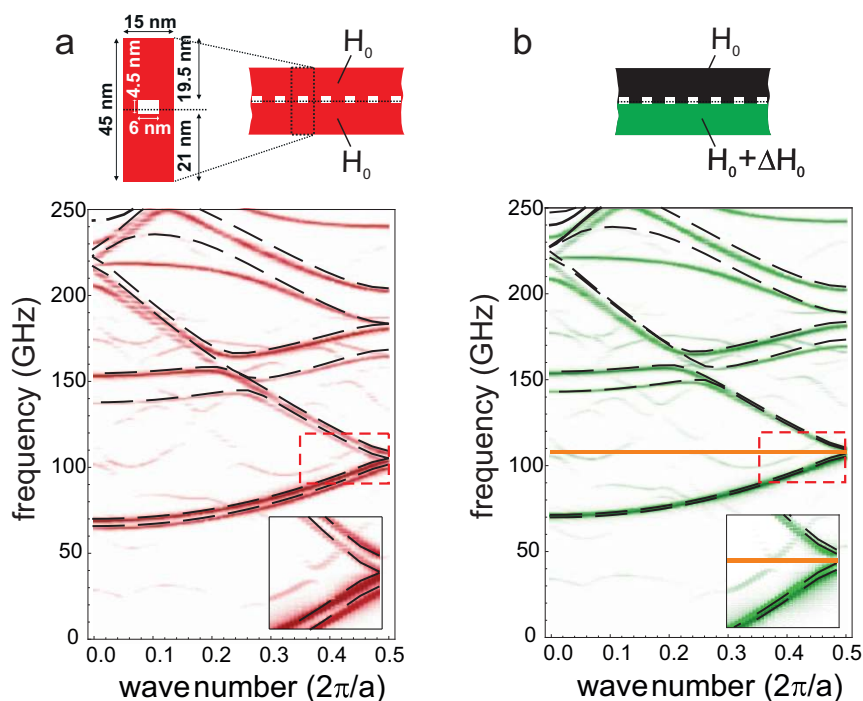 a
15 nm
45 nm
4.5 nm
6 nm
19.5 nm
21 nm
H₀
H₀
b
H₀
H₀+ΔH₀
frequency (GHz)
250
200
150
100
50
0
0.0 0.1 0.2 0.3 0.4 0.5
wave number (2π/a)
frequency (GHz)
250
200
150
100
50
0
0.0 0.1 0.2 0.3 0.4 0.5
wave number (2π/a)